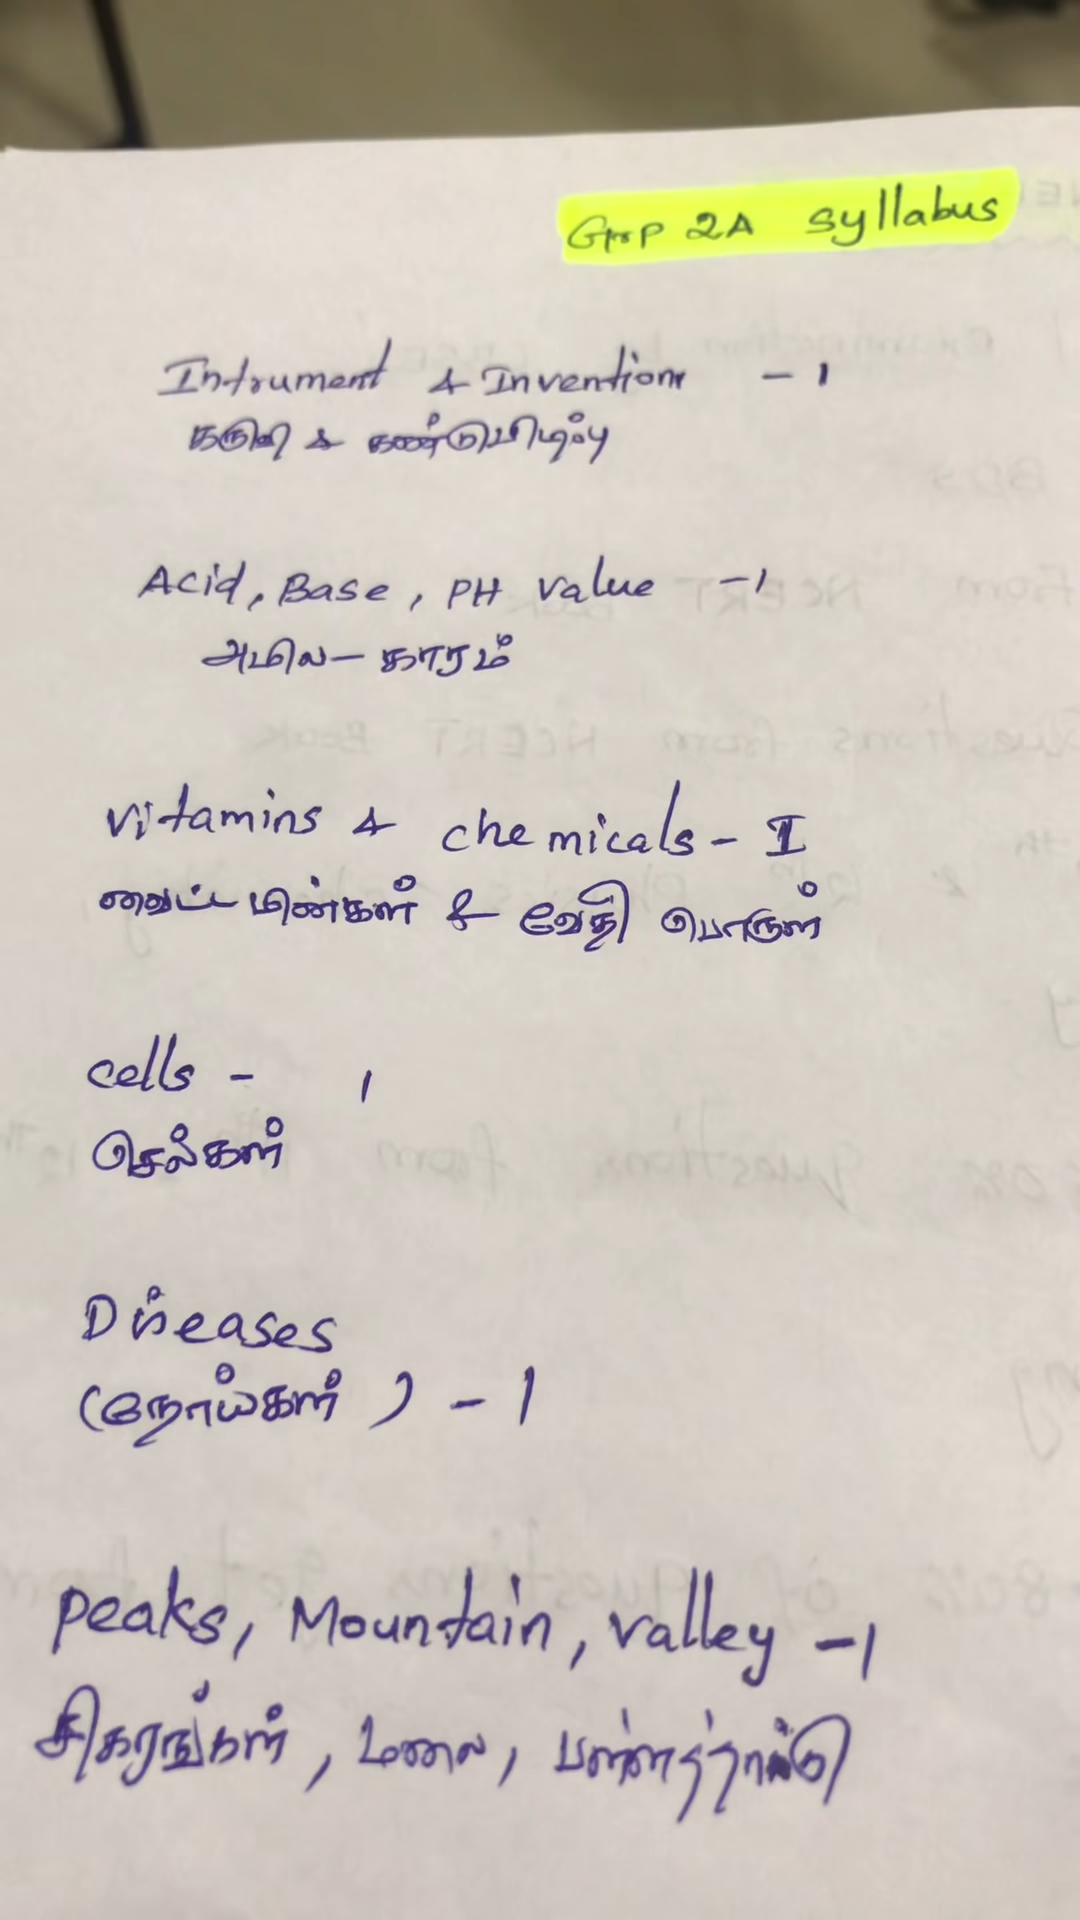 Grp 2A Syllabus
Intrument & Inventions - 1
கருவி & கண்டுபிடிப்பு
Acid, Base, PH value - 1
அமில - காரம்
Vitamins & chemicals - I
வைட்டமின்கள் & வேதி பொருள்
cells - 1
செல்கள்
Diseases
(நோய்கள்) - 1
Peaks, Mountain, valley - 1
சிகரங்கள், மலை, பள்ளத்தாக்கு